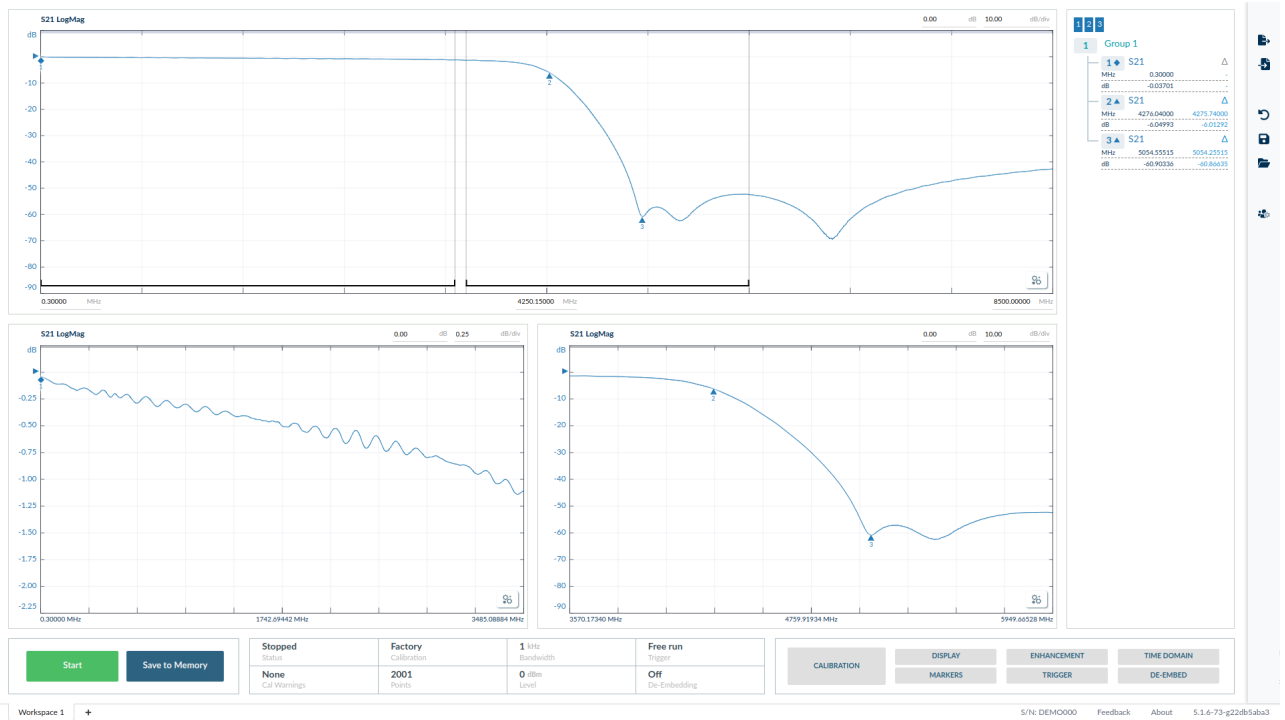 S21 LogMag
0.00 dB 10.00 dB/div
dB
-10
-20
-30
-40
-50
-60
-70
-80
-90
1
2
3
0.30000 MHz
4250.15000 MHz
8500.00000 MHz
S21 LogMag
0.00 dB 0.25 dB/div
dB
-0.25
-0.50
-0.75
-1.00
-1.25
-1.50
-1.75
-2.00
-2.25
1
0.30000 MHz
1742.69442 MHz
3485.08884 MHz
S21 LogMag
0.00 dB 10.00 dB/div
dB
-10
-20
-30
-40
-50
-60
-70
-80
-90
2
3
3570.17340 MHz
4759.91934 MHz
5949.66528 MHz
1 2 3
1 Group 1
1 S21 Δ
MHz 0.30000 -
dB -0.03701 -
2 S21 Δ
MHz 4276.04000 4275.74000
dB -6.04993 -6.01292
3 S21 Δ
MHz 5054.55515 5054.25515
dB -60.90336 -60.86635
Start
Save to Memory
Stopped
Status
Factory
Calibration
1 kHz
Bandwidth
Free run
Trigger
None
Cal Warnings
2001
Points
0 dBm
Level
Off
De-Embedding
CALIBRATION
DISPLAY
ENHANCEMENT
TIME DOMAIN
MARKERS
TRIGGER
DE-EMBED
Workspace 1 +
S/N: DEMO000 Feedback About 5.1.6-73-g22db5aba3